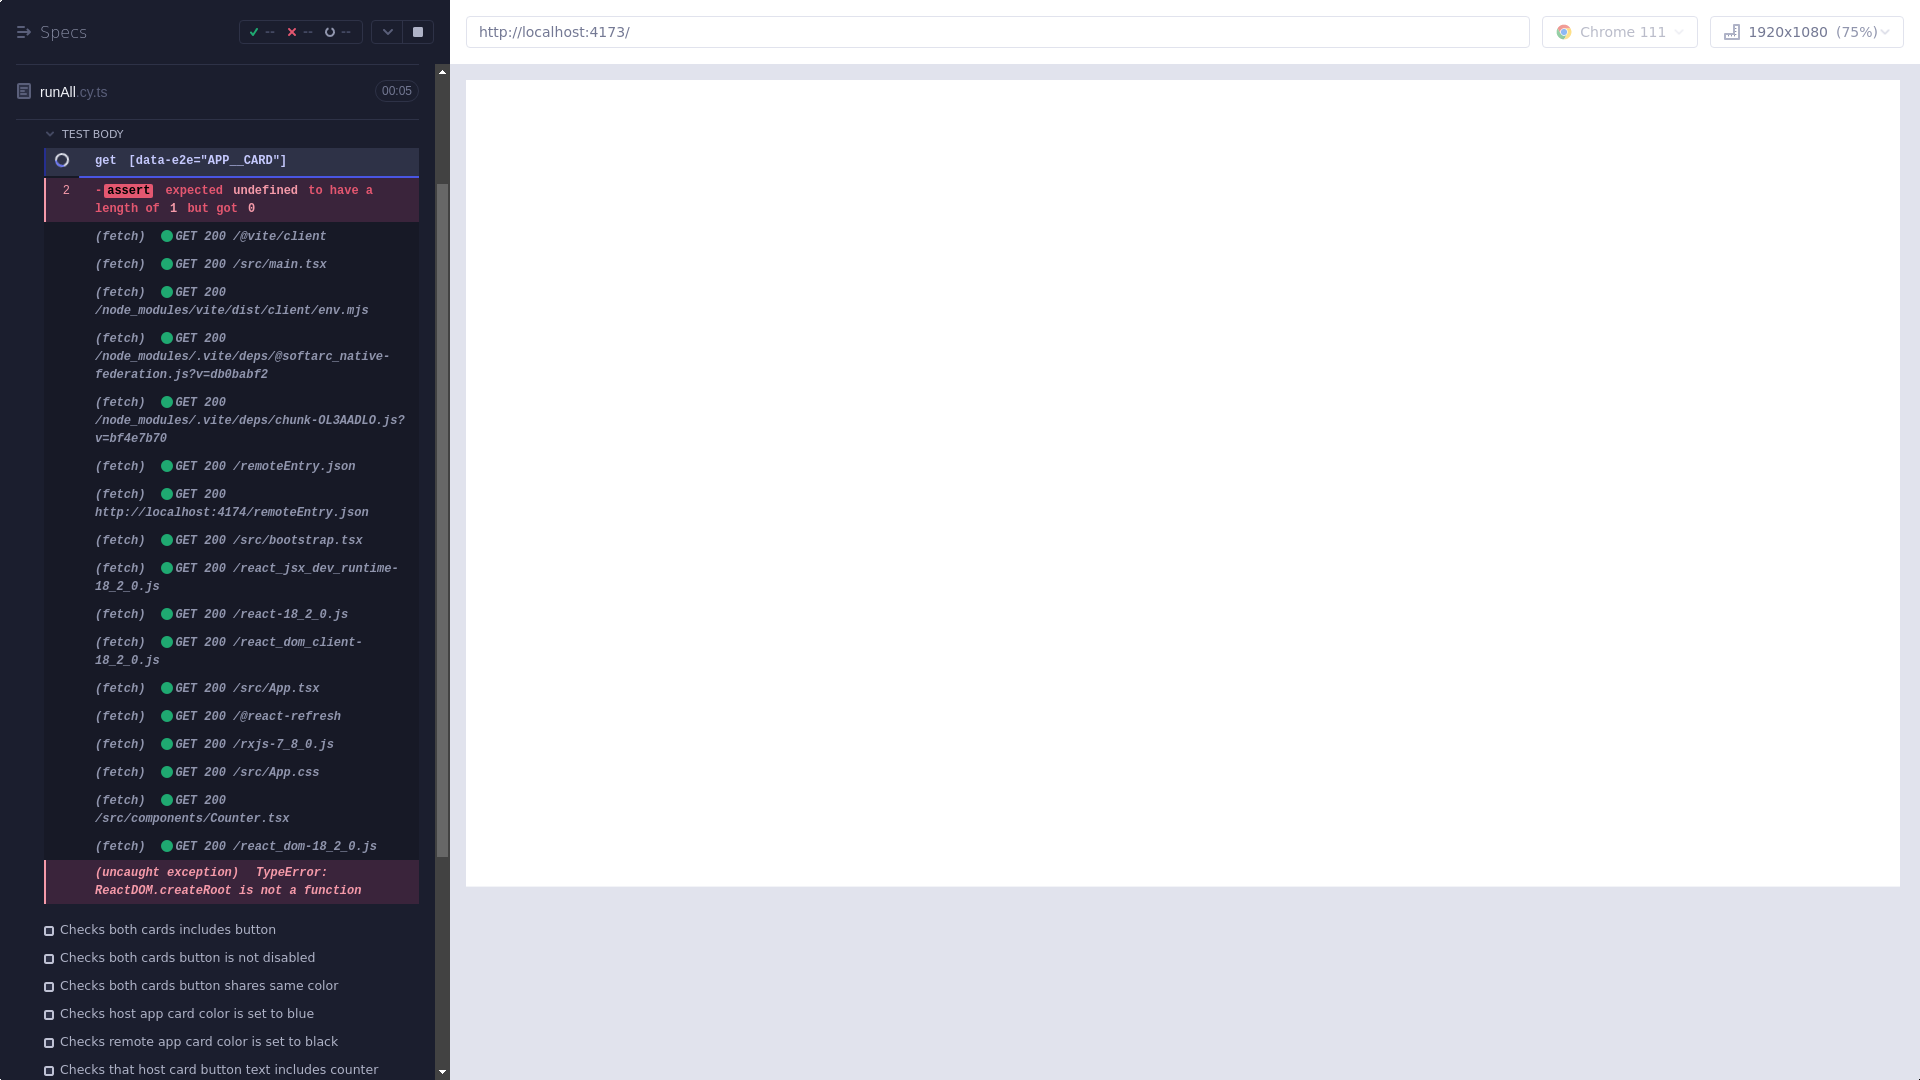 Specs
-- -- --
runAll.cy.ts 00:05
TEST BODY
get [data-e2e="APP__CARD"]
2 -assert expected undefined to have a
length of 1 but got 0
(fetch) GET 200 /@vite/client
(fetch) GET 200 /src/main.tsx
(fetch) GET 200
/node_modules/vite/dist/client/env.mjs
(fetch) GET 200
/node_modules/.vite/deps/@softarc_native-
federation.js?v=db0babf2
(fetch) GET 200
/node_modules/.vite/deps/chunk-OL3AADLO.js?
v=bf4e7b70
(fetch) GET 200 /remoteEntry.json
(fetch) GET 200
http://localhost:4174/remoteEntry.json
(fetch) GET 200 /src/bootstrap.tsx
(fetch) GET 200 /react_jsx_dev_runtime-
18_2_0.js
(fetch) GET 200 /react-18_2_0.js
(fetch) GET 200 /react_dom_client-
18_2_0.js
(fetch) GET 200 /src/App.tsx
(fetch) GET 200 /@react-refresh
(fetch) GET 200 /rxjs-7_8_0.js
(fetch) GET 200 /src/App.css
(fetch) GET 200
/src/components/Counter.tsx
(fetch) GET 200 /react_dom-18_2_0.js
(uncaught exception) TypeError:
ReactDOM.createRoot is not a function
Checks both cards includes button
Checks both cards button is not disabled
Checks both cards button shares same color
Checks host app card color is set to blue
Checks remote app card color is set to black
Checks that host card button text includes counter
http://localhost:4173/
Chrome 111
1920x1080 (75%)